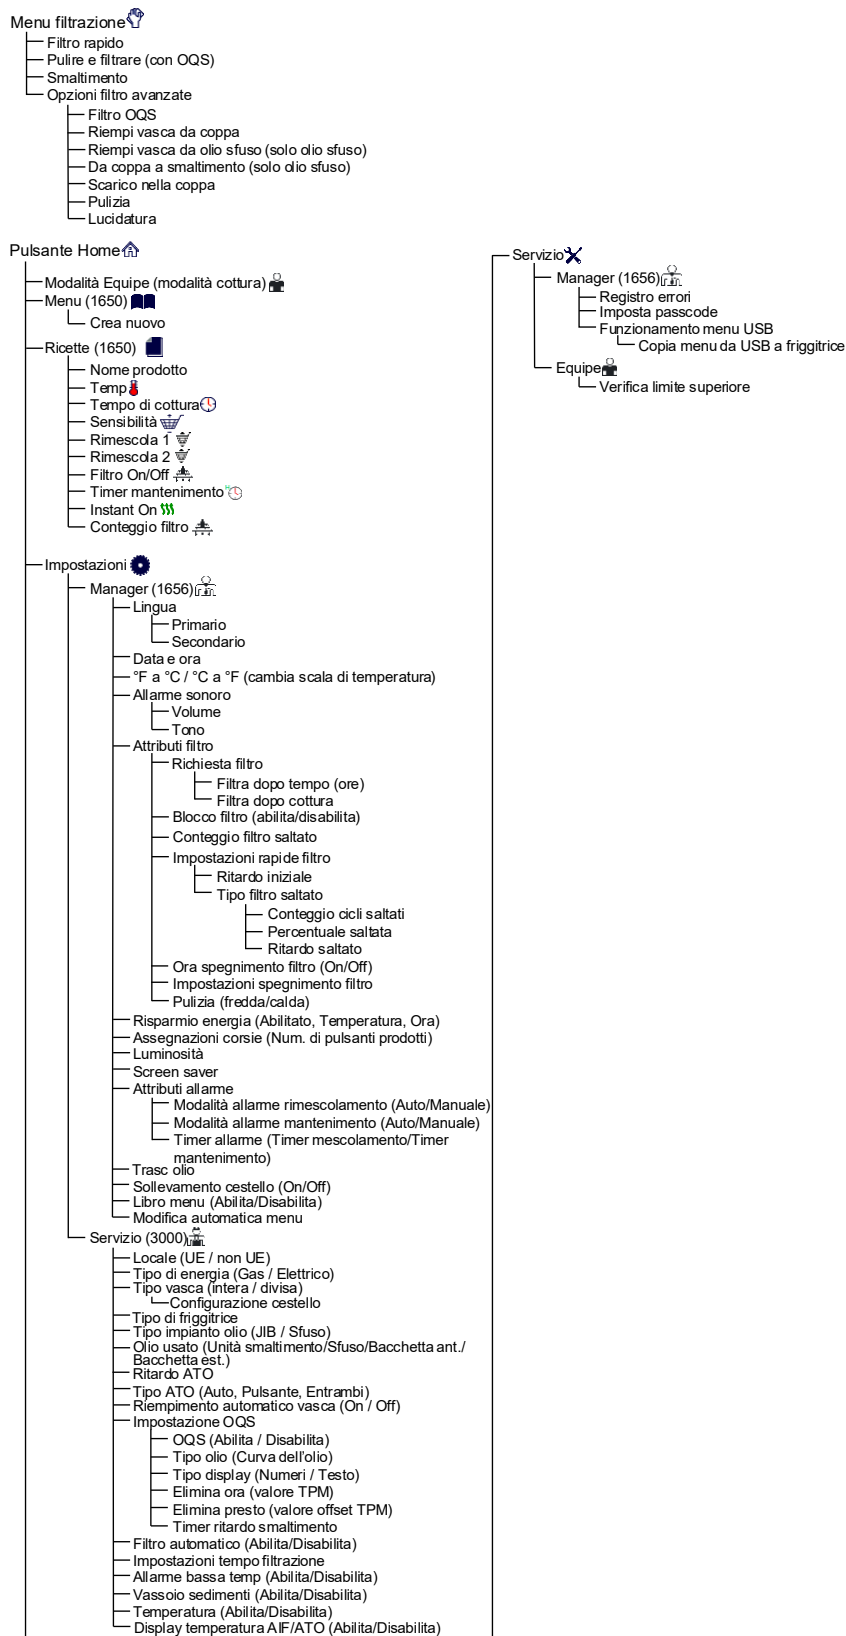 Menu filtrazione
Filtro rapido
Pulire e filtrare (con OQS)
Smaltimento
Opzioni filtro avanzate
Filtro OQS
Riempi vasca da coppa
Riempi vasca da olio sfuso (solo olio sfuso)
Da coppa a smaltimento (solo olio sfuso)
Scarico nella coppa
Pulizia
Lucidatura
Pulsante Home
Modalità Equipe (modalità cottura)
Menu (1650)
Crea nuovo
Ricette (1650)
Nome prodotto
Temp
Tempo di cottura
Sensibilità
Rimescola 1
Rimescola 2
Filtro On/Off
Timer mantenimento
Instant On
Conteggio filtro
Impostazioni
Manager (1656)
Lingua
Primario
Secondario
Data e ora
°F a °C / °C a °F (cambia scala di temperatura)
Allarme sonoro
Volume
Tono
Attributi filtro
Richiesta filtro
Filtra dopo tempo (ore)
Filtra dopo cottura
Blocco filtro (abilita/disabilita)
Conteggio filtro saltato
Impostazioni rapide filtro
Ritardo iniziale
Tipo filtro saltato
Conteggio cicli saltati
Percentuale saltata
Ritardo saltato
Ora spegnimento filtro (On/Off)
Impostazioni spegnimento filtro
Pulizia (fredda/calda)
Risparmio energia (Abilitato, Temperatura, Ora)
Assegnazioni corsie (Num. di pulsanti prodotti)
Luminosità
Screen saver
Attributi allarme
Modalità allarme rimescolamento (Auto/Manuale)
Modalità allarme mantenimento (Auto/Manuale)
Timer allarme (Timer mescolamento/Timer
mantenimento)
Trasc olio
Sollevamento cestello (On/Off)
Libro menu (Abilita/Disabilita)
Modifica automatica menu
Servizio (3000)
Locale (UE / non UE)
Tipo di energia (Gas / Elettrico)
Tipo vasca (intera / divisa)
Configurazione cestello
Tipo di friggitrice
Tipo impianto olio (JIB / Sfuso)
Olio usato (Unità smaltimento/Sfuso/Bacchetta ant./
Bacchetta est.)
Ritardo ATO
Tipo ATO (Auto, Pulsante, Entrambi)
Riempimento automatico vasca (On / Off)
Impostazione OQS
OQS (Abilita / Disabilita)
Tipo olio (Curva dell'olio)
Tipo display (Numeri / Testo)
Elimina ora (valore TPM)
Elimina presto (valore offset TPM)
Timer ritardo smaltimento
Filtro automatico (Abilita/Disabilita)
Impostazioni tempo filtrazione
Allarme bassa temp (Abilita/Disabilita)
Vassoio sedimenti (Abilita/Disabilita)
Temperatura (Abilita/Disabilita)
Display temperatura AIF/ATO (Abilita/Disabilita)
Servizio
Manager (1656)
Registro errori
Imposta passcode
Funzionamento menu USB
Copia menu da USB a friggitrice
Equipe
Verifica limite superiore